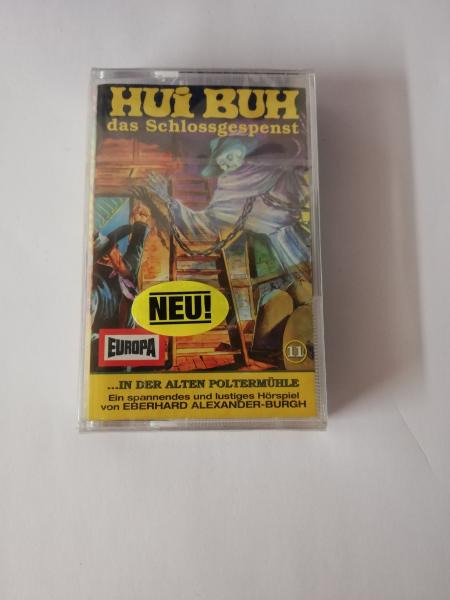 HUi BUH
das Schlossgespenst
NEU!
EUROPA
11
...IN DER ALTEN POLTERMÜHLE
Ein spannendes und lustiges Hörspiel
von EBERHARD ALEXANDER-BURGH